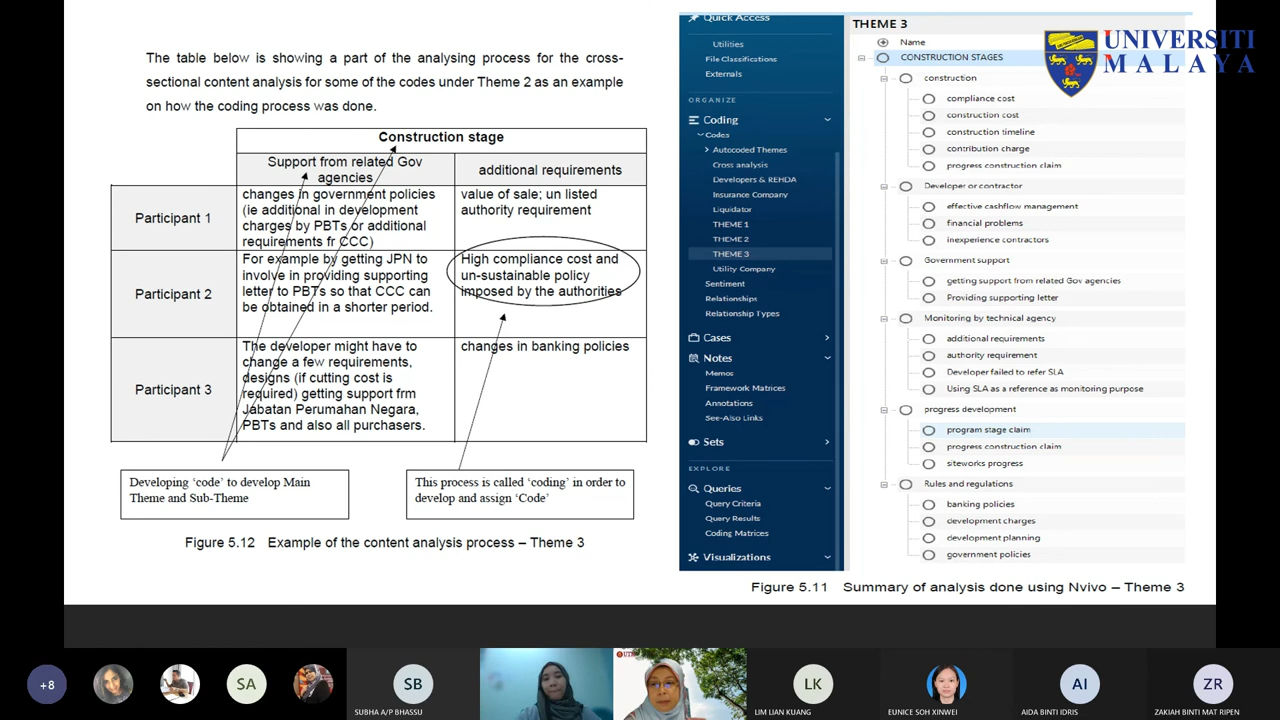 The table below is showing a part of the analysing process for the cross-
sectional content analysis for some of the codes under Theme 2 as an example
on how the coding process was done.
Construction stage
Support from related Gov
agencies
additional requirements
Participant 1
changes in government policies
(ie additional in development
charges by PBTs or additional
requirements fr CCC)
value of sale; un listed
authority requirement
Participant 2
For example by getting JPN to
involve in providing supporting
letter to PBTs so that CCC can
be obtained in a shorter period.
High compliance cost and
un-sustainable policy
imposed by the authorities
Participant 3
The developer might have to
change a few requirements,
designs (if cutting cost is
required) getting support frm
Jabatan Perumahan Negara,
PBTs and also all purchasers.
changes in banking policies
Developing ‘code’ to develop Main
Theme and Sub-Theme
This process is called ‘coding’ in order to
develop and assign ‘Code’
Figure 5.12 Example of the content analysis process – Theme 3
Quick Access
Utilities
File Classifications
Externals
ORGANIZE
Coding
Codes
Autocoded Themes
Cross analysis
Developers & REHDA
Insurance Company
Liquidator
THEME 1
THEME 2
THEME 3
Utility Company
Sentiment
Relationships
Relationship Types
Cases
Notes
Memos
Framework Matrices
Annotations
See-Also Links
Sets
EXPLORE
Queries
Query Criteria
Query Results
Coding Matrices
Visualizations
THEME 3
Name
CONSTRUCTION STAGES
construction
compliance cost
construction cost
construction timeline
contribution charge
progress construction claim
Developer or contractor
effective cashflow management
financial problems
inexperience contractors
Government support
getting support from related Gov agencies
Providing supporting letter
Monitoring by technical agency
additional requirements
authority requirement
Developer failed to refer SLA
Using SLA as a reference as monitoring purpose
progress development
program stage claim
progress construction claim
siteworks progress
Rules and regulations
banking policies
development charges
development planning
government policies
Figure 5.11 Summary of analysis done using Nvivo – Theme 3
UNIVERSITI
MALAYA
+8
SA
SB
SUBHA A/P BHASSU
LK
LIM LIAN KUANG
EUNICE SOH XINWEI
AI
AIDA BINTI IDRIS
ZR
ZAKIAH BINTI MAT RIPEN